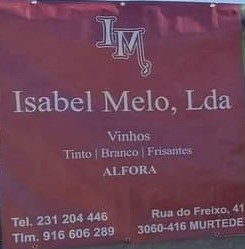 IM
Isabel Melo, Lda
Vinhos
Tinto | Branco | Frisantes
ALFORA
Tel. 231 204 446
Tlm. 916 606 289
Rua do Freixo, 41
3060-416 MURTEDE